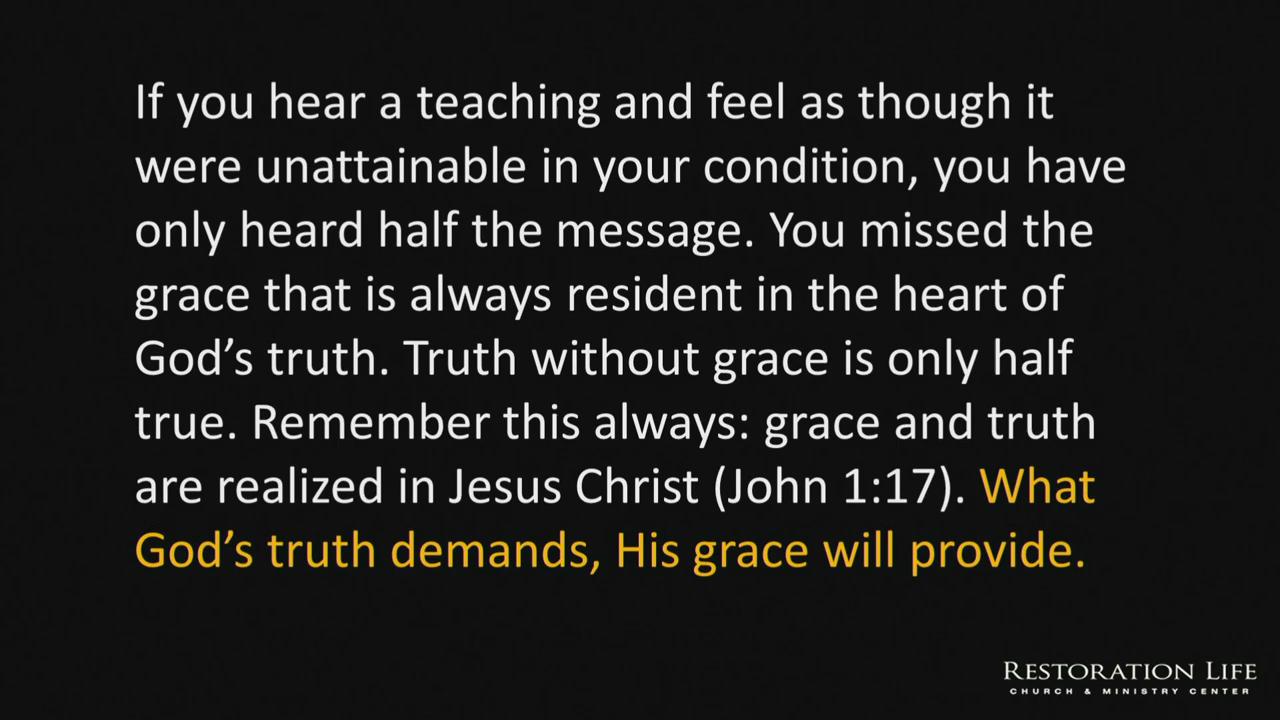 If you hear a teaching and feel as though it
were unattainable in your condition, you have
only heard half the message. You missed the
grace that is always resident in the heart of
God’s truth. Truth without grace is only half
true. Remember this always: grace and truth
are realized in Jesus Christ (John 1:17). What
God’s truth demands, His grace will provide.
RESTORATION LIFE
CHURCH & MINISTRY CENTER